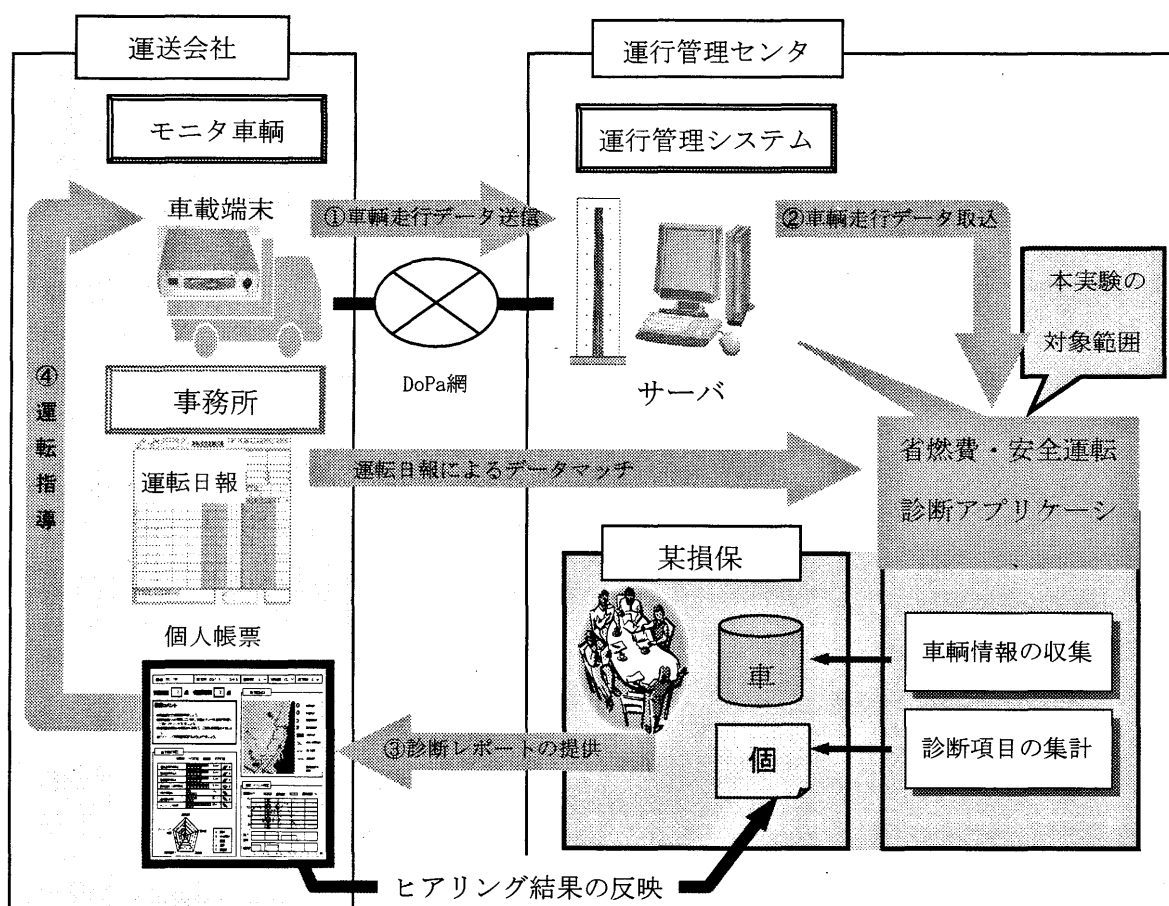 運送会社
運行管理センタ
モニタ車輌
運行管理システム
車載端末
①車輌走行データ送信
②車輌走行データ取込
本実験の
対象範囲
DoPa網
サーバ
④運転指導
事務所
運転日報
運転日報によるデータマッチ
省燃費・安全運転
診断アプリケーシ
某損保
個人帳票
車
車輌情報の収集
③診断レポートの提供
個
診断項目の集計
ヒアリング結果の反映